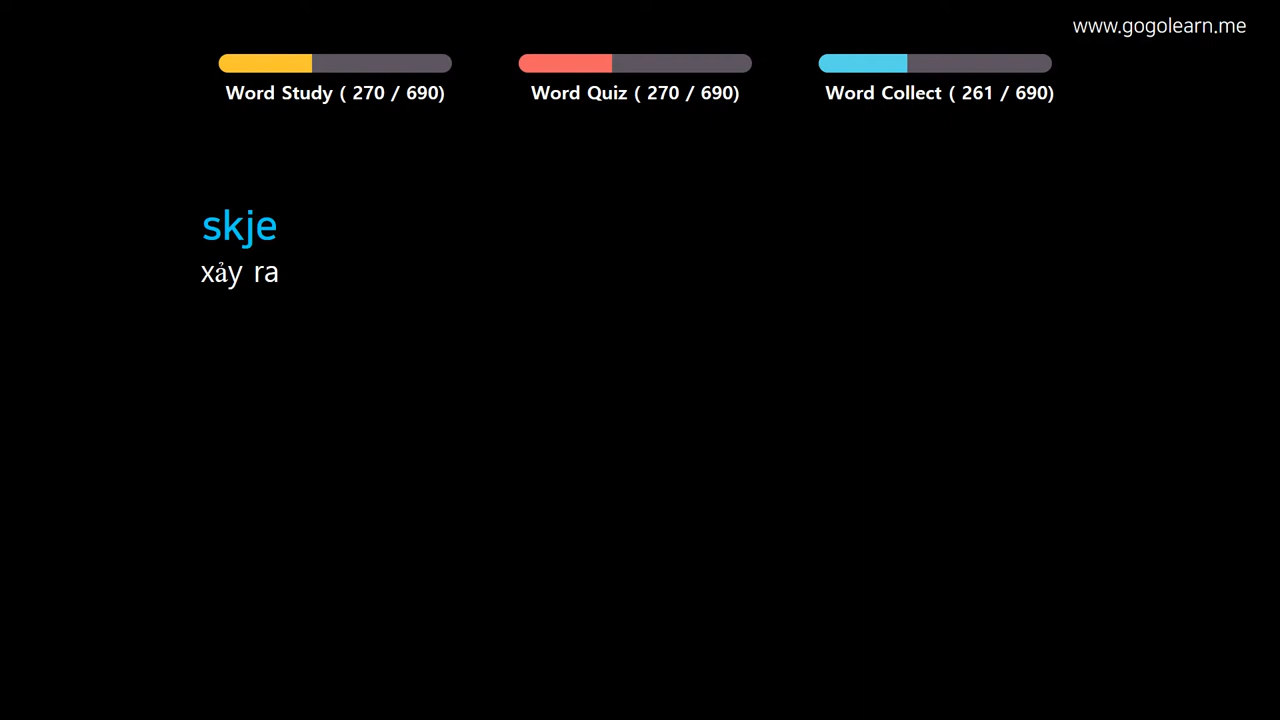 www.gogolearn.me
Word Study ( 270 / 690)
Word Quiz ( 270 / 690)
Word Collect ( 261 / 690)
skje
xảy ra